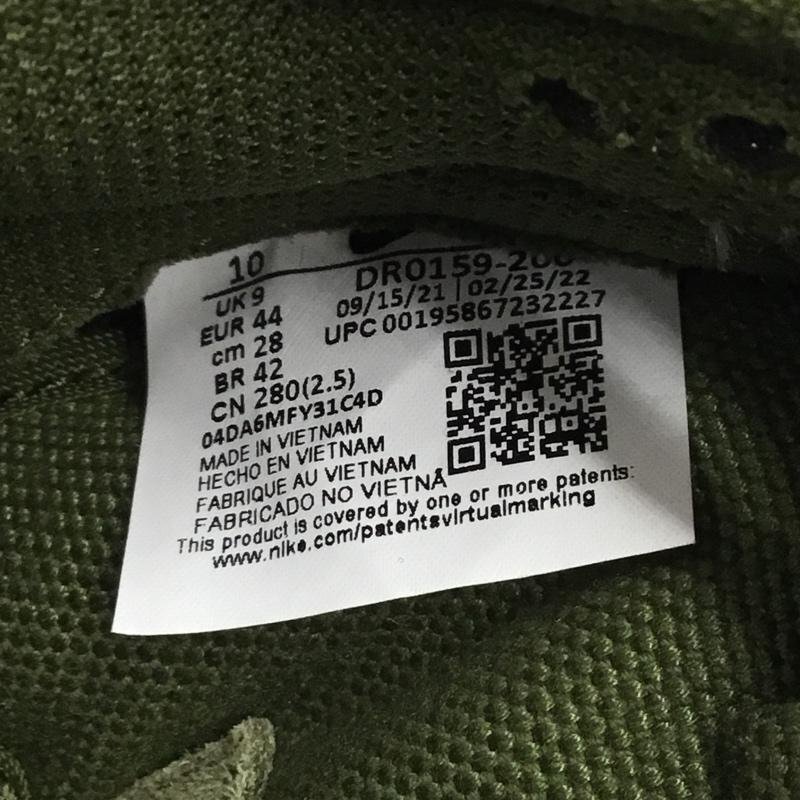 10
UK 9
EUR 44
cm 28
BR 42
CN 280(2.5)
DR0159-200
09/15/21 | 02/25/22
UPC 00195867232227
04DA6MFY31C4D
MADE IN VIETNAM
HECHO EN VIETNAM
FABRIQUE AU VIETNAM
FABRICADO NO VIETNÃ
This product is covered by one or more patents:
www.nike.com/patentsvirtualmarking